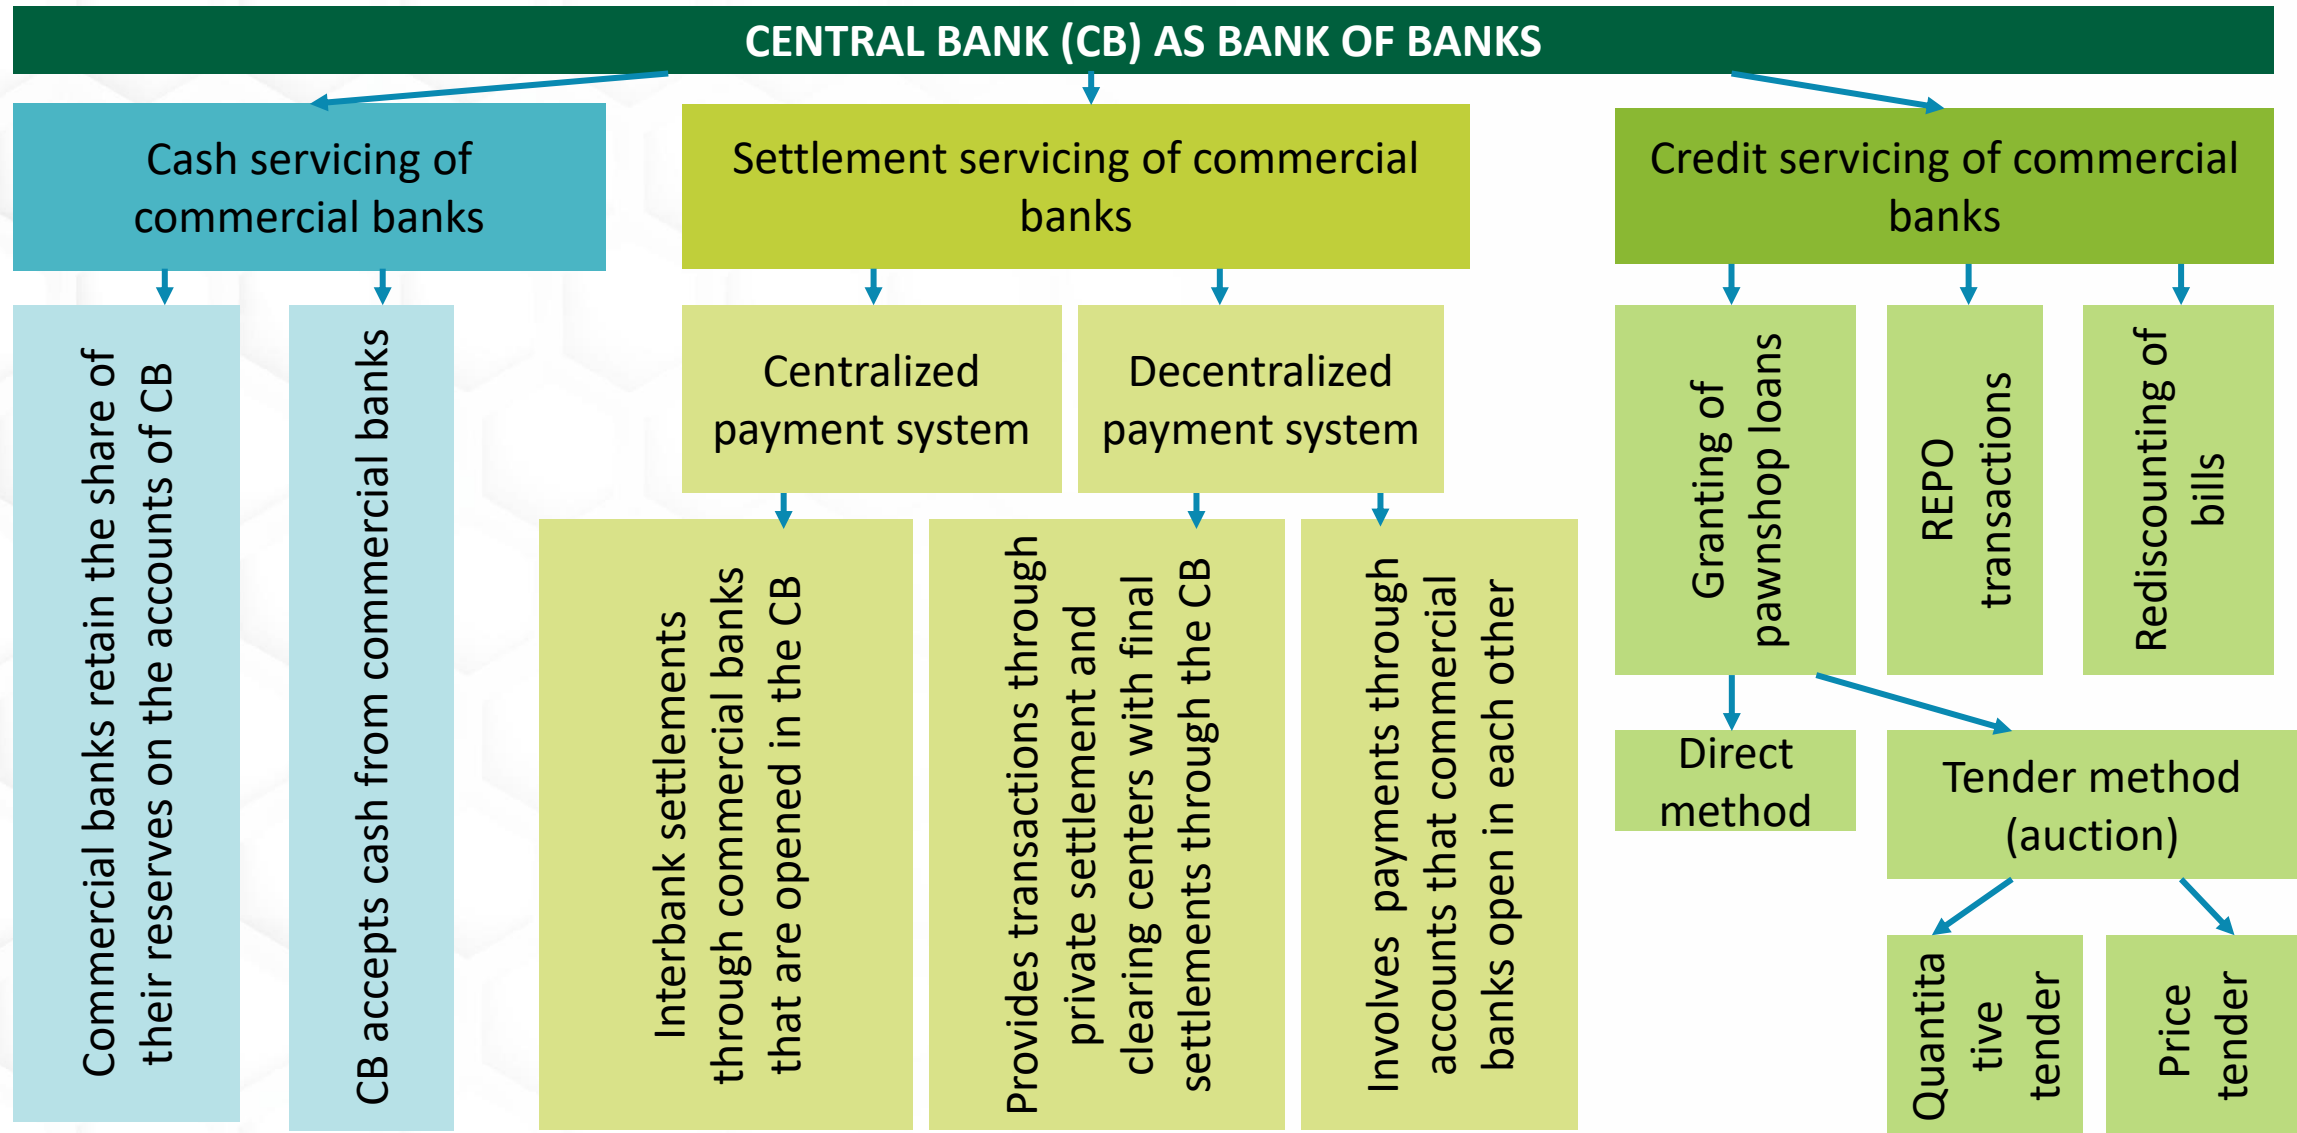 CENTRAL BANK (CB) AS BANK OF BANKS
Cash servicing of
commercial banks
Settlement servicing of commercial
banks
Credit servicing of commercial
banks
Commercial banks retain the share of
their reserves on the accounts of CB
CB accepts cash from commercial banks
Centralized
payment system
Decentralized
payment system
Interbank settlements
through commercial banks
that are opened in the CB
Provides transactions through
private settlement and
clearing centers with final
settlements through the CB
Involves payments through
accounts that commercial
banks open in each other
Granting of
pawnshop loans
REPO
transactions
Rediscounting of
bills
Direct
method
Tender method
(auction)
Quantita
tive
tender
Price
tender